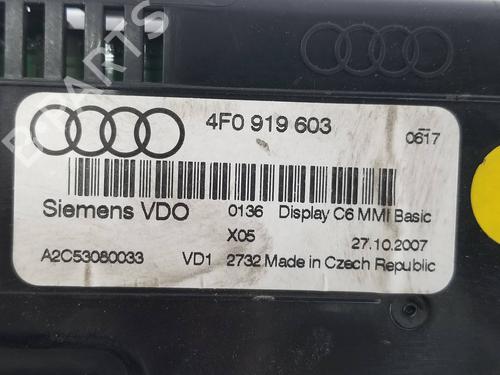 4F0 919 603
0617
Siemens VDO 0136 Display C6 MMI Basic
X05 27.10.2007
A2C53080033 VD1 2732 Made in Czech Republic